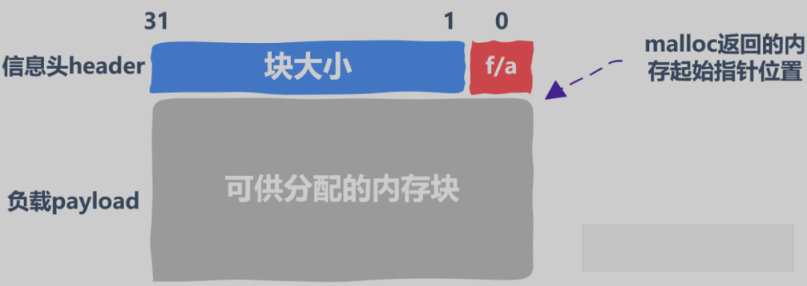 31 1 0
信息头header 块大小 f/a
malloc返回的内
存起始指针位置
负载payload 可供分配的内存块